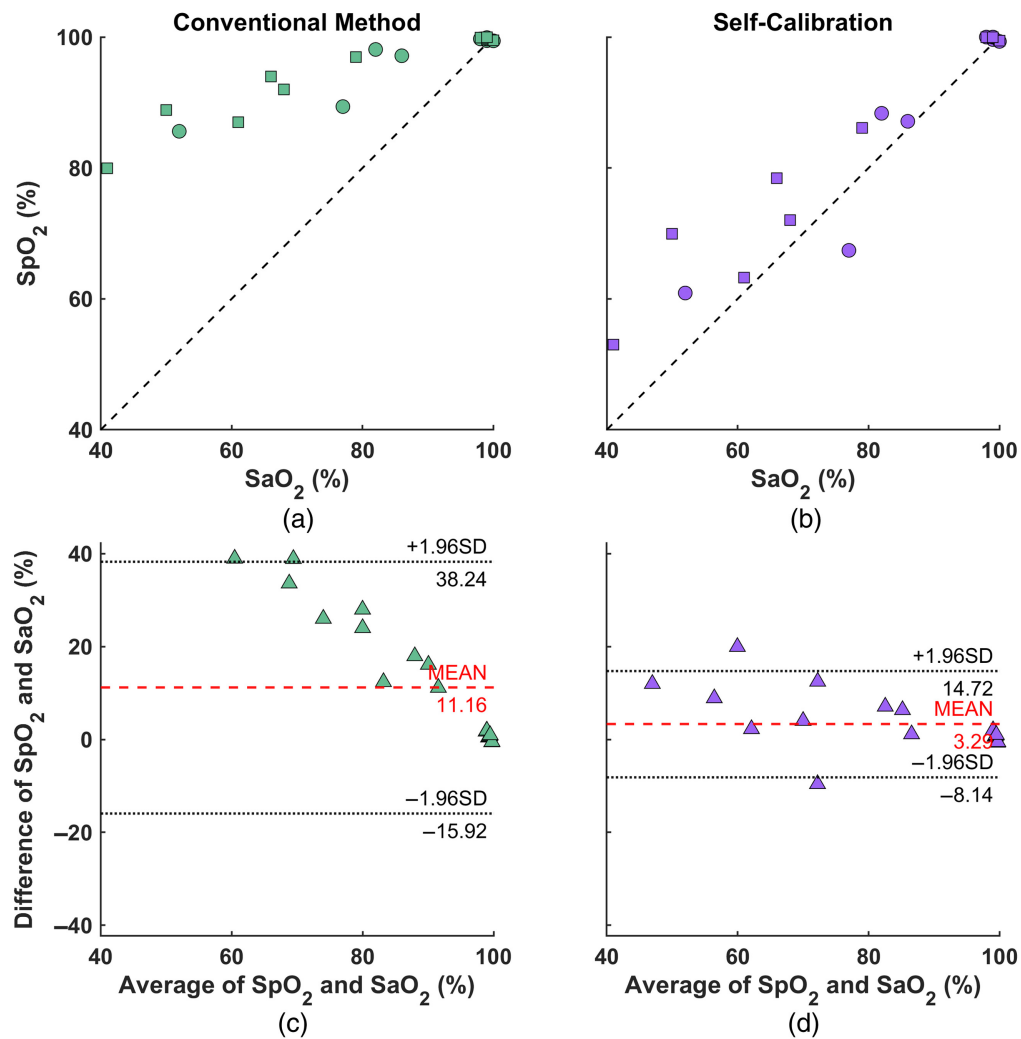 Conventional Method
Self-Calibration
100
80
60
40
SpO2 (%)
40 60 80 100
SaO2 (%)
(a)
40 60 80 100
SaO2 (%)
(b)
40
20
0
–20
–40
Difference of SpO2 and SaO2 (%)
+1.96SD
38.24
MEAN
11.16
–1.96SD
–15.92
40 60 80 100
Average of SpO2 and SaO2 (%)
(c)
+1.96SD
14.72
MEAN
3.29
–1.96SD
–8.14
40 60 80 100
Average of SpO2 and SaO2 (%)
(d)